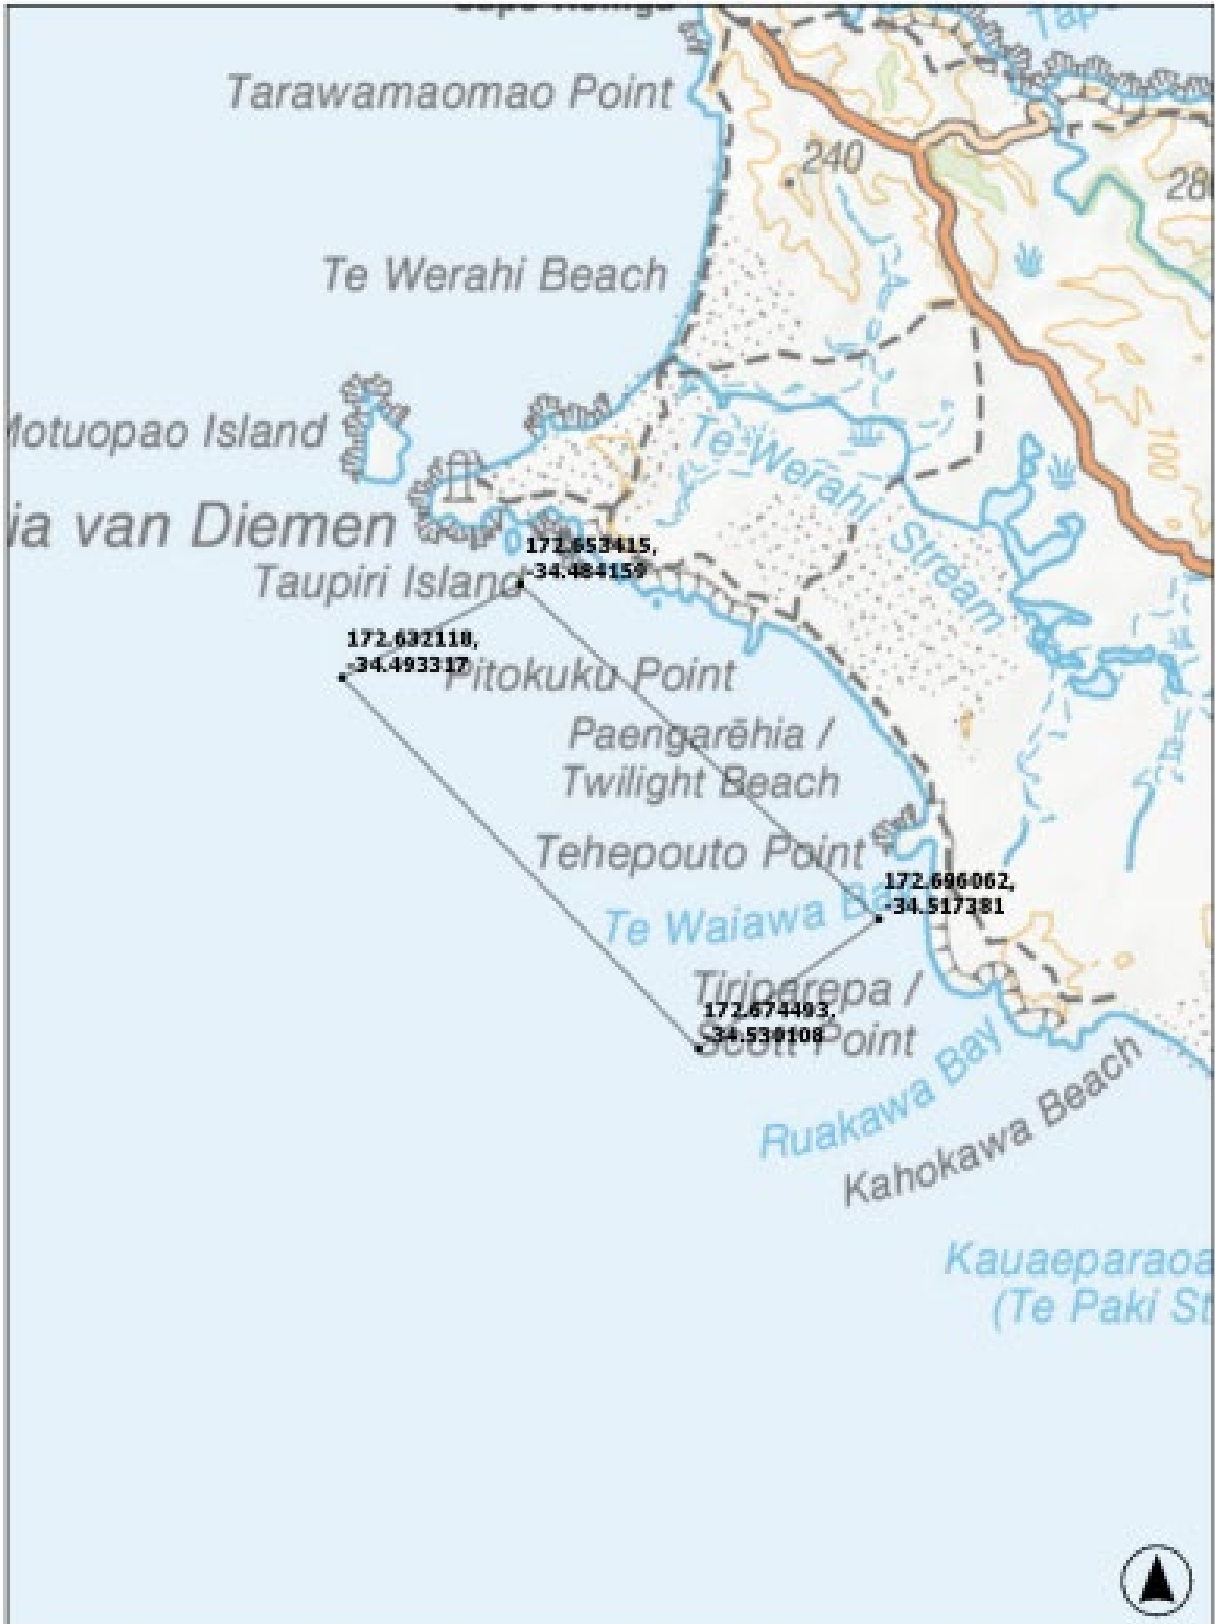 Tarawamaomao Point
240
Te Werahi Beach
Motuopao Island
ia van Diemen
Taupiri Island
Te Werahi Stream
100
172.653415,
-34.484159
172.632118,
-34.493317
Pitokuku Point
Paengarēhia /
Twilight Beach
Tehepouto Point
172.696062,
-34.517381
Te Waiawa Bay
Tiriparepa /
Scott Point
172.674493,
-34.530108
Ruakawa Bay
Kahokawa Beach
Kauaeparaoa
(Te Paki St